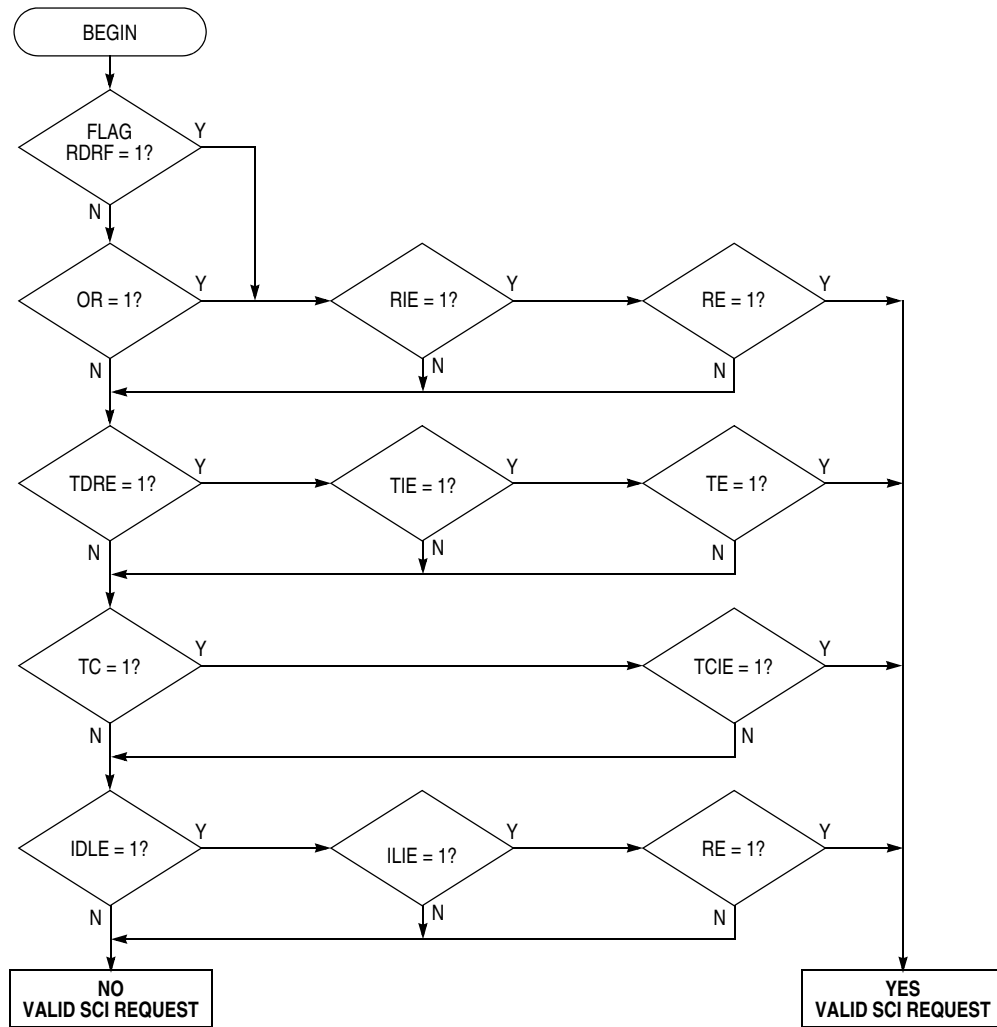 BEGIN
FLAG
RDRF = 1?
Y
N
OR = 1?
Y
RIE = 1?
Y
RE = 1?
Y
N
N
N
TDRE = 1?
Y
TIE = 1?
Y
TE = 1?
Y
N
N
N
TC = 1?
Y
TCIE = 1?
Y
N
N
IDLE = 1?
Y
ILIE = 1?
Y
RE = 1?
Y
N
N
N
NO
VALID SCI REQUEST
YES
VALID SCI REQUEST